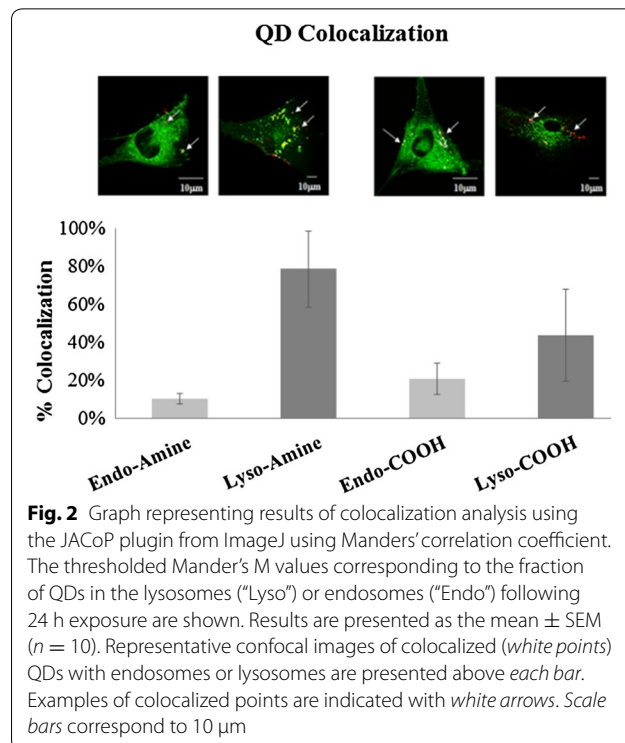 QD Colocalization
10μm
10μm
10μm
10μm
100%
80%
60%
40%
20%
0%
% Colocalization
Endo-Amine
Lyso-Amine
Endo-COOH
Lyso-COOH
Fig. 2 Graph representing results of colocalization analysis using
the JACoP plugin from ImageJ using Manders' correlation coefficient.
The thresholded Mander's M values corresponding to the fraction
of QDs in the lysosomes ("Lyso") or endosomes ("Endo") following
24 h exposure are shown. Results are presented as the mean ± SEM
(n = 10). Representative confocal images of colocalized (white points)
QDs with endosomes or lysosomes are presented above each bar.
Examples of colocalized points are indicated with white arrows. Scale
bars correspond to 10 μm